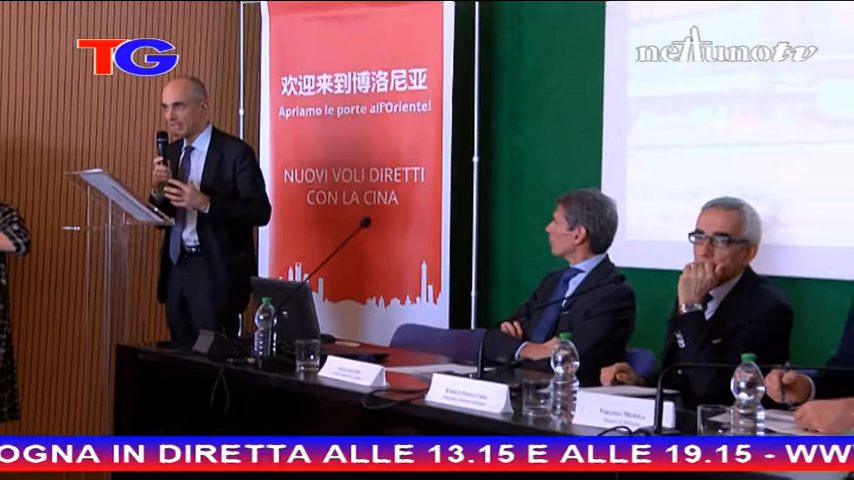 TG
nettunotv
欢迎来到博洛尼亚
Apriamo le porte all'Oriente!
NUOVI VOLI DIRETTI
CON LA CINA
OGNA IN DIRETTA ALLE 13.15 E ALLE 19.15 - WWW